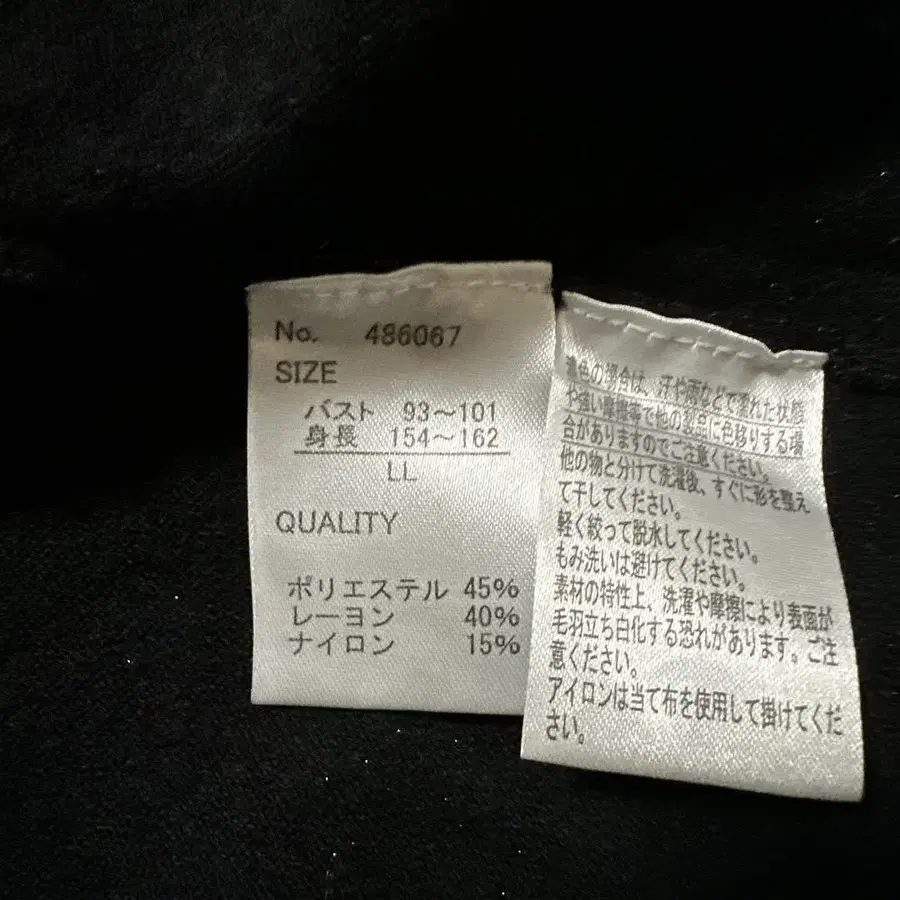 No. 486067
SIZE
バスト 93～101
身長 154～162
LL
QUALITY
ポリエステル 45%
レーヨン 40%
ナイロン 15%
濃色の場合は、汗や雨などで濡れた状態
や強い摩擦等で他の製品に色移りする場
合がありますのでご注意ください。
他の物と分けて洗濯後、すぐに形を整え
て干してください。
軽く絞って脱水してください。
もみ洗いは避けてください。
素材の特性上、洗濯や摩擦により表面が
毛羽立ち白化する恐れがあります。ご注
意ください。
アイロンは当て布を使用して掛けてくだ
さい。